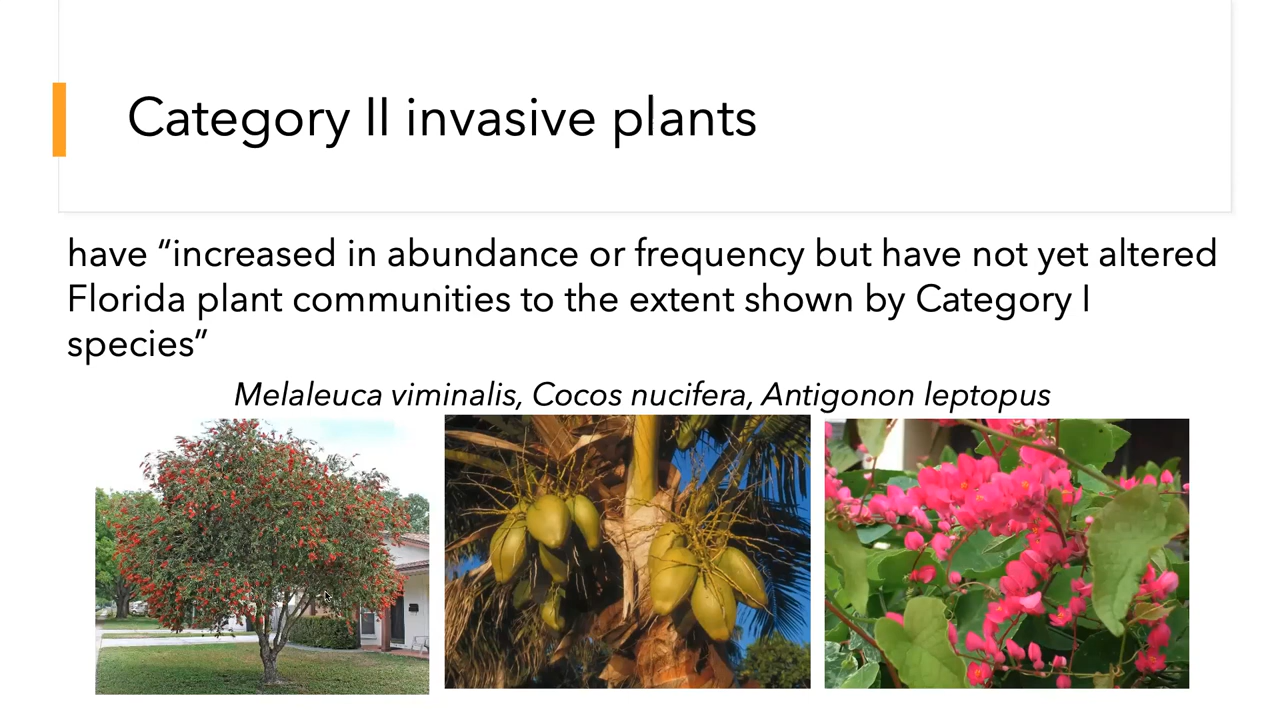 Category II invasive plants
have “increased in abundance or frequency but have not yet altered
Florida plant communities to the extent shown by Category I
species”
Melaleuca viminalis, Cocos nucifera, Antigonon leptopus